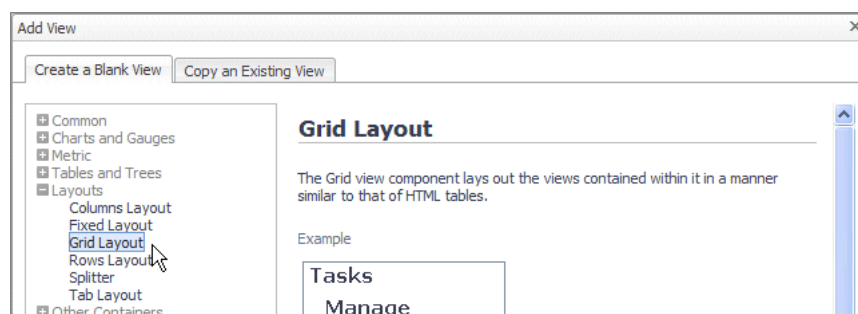 Add View
Create a Blank View
Copy an Existing View
Common
Charts and Gauges
Metric
Tables and Trees
Layouts
Columns Layout
Fixed Layout
Grid Layout
Rows Layout
Splitter
Tab Layout
Other Containers
Grid Layout
The Grid view component lays out the views contained within it in a manner
similar to that of HTML tables.
Example
Tasks
Manage